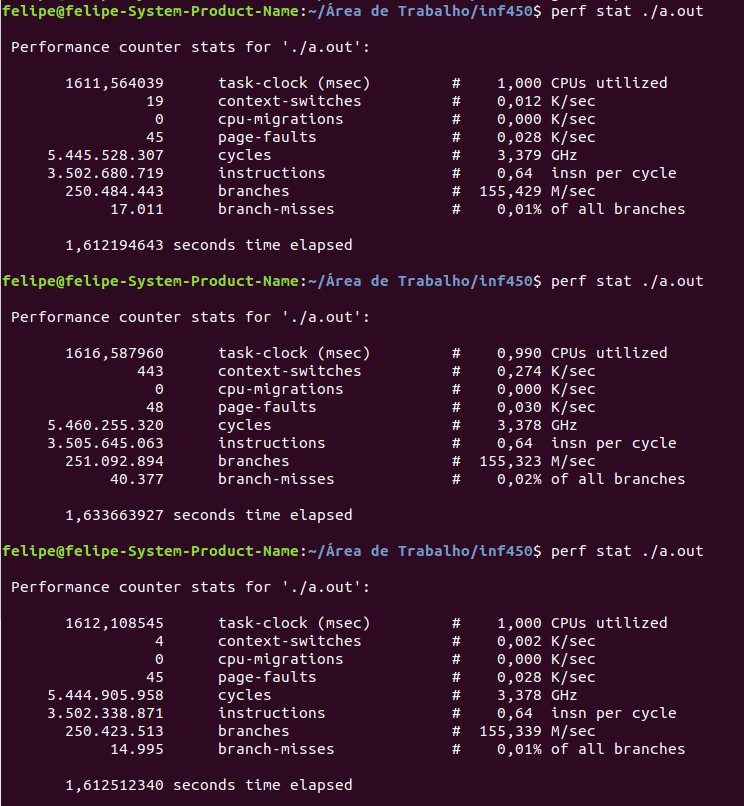 felipe@felipe-System-Product-Name:~/Área de Trabalho/inf450$ perf stat ./a.out
Performance counter stats for './a.out':
1611,564039 task-clock (msec) # 1,000 CPUs utilized
19 context-switches # 0,012 K/sec
0 cpu-migrations # 0,000 K/sec
45 page-faults # 0,028 K/sec
5.445.528.307 cycles # 3,379 GHz
3.502.680.719 instructions # 0,64 insn per cycle
250.484.443 branches # 155,429 M/sec
17.011 branch-misses # 0,01% of all branches
1,612194643 seconds time elapsed
felipe@felipe-System-Product-Name:~/Área de Trabalho/inf450$ perf stat ./a.out
Performance counter stats for './a.out':
1616,587960 task-clock (msec) # 0,990 CPUs utilized
443 context-switches # 0,274 K/sec
0 cpu-migrations # 0,000 K/sec
48 page-faults # 0,030 K/sec
5.460.255.320 cycles # 3,378 GHz
3.505.645.063 instructions # 0,64 insn per cycle
251.092.894 branches # 155,323 M/sec
40.377 branch-misses # 0,02% of all branches
1,633663927 seconds time elapsed
felipe@felipe-System-Product-Name:~/Área de Trabalho/inf450$ perf stat ./a.out
Performance counter stats for './a.out':
1612,108545 task-clock (msec) # 1,000 CPUs utilized
4 context-switches # 0,002 K/sec
0 cpu-migrations # 0,000 K/sec
45 page-faults # 0,028 K/sec
5.444.905.958 cycles # 3,378 GHz
3.502.338.871 instructions # 0,64 insn per cycle
250.423.513 branches # 155,339 M/sec
14.995 branch-misses # 0,01% of all branches
1,612512340 seconds time elapsed